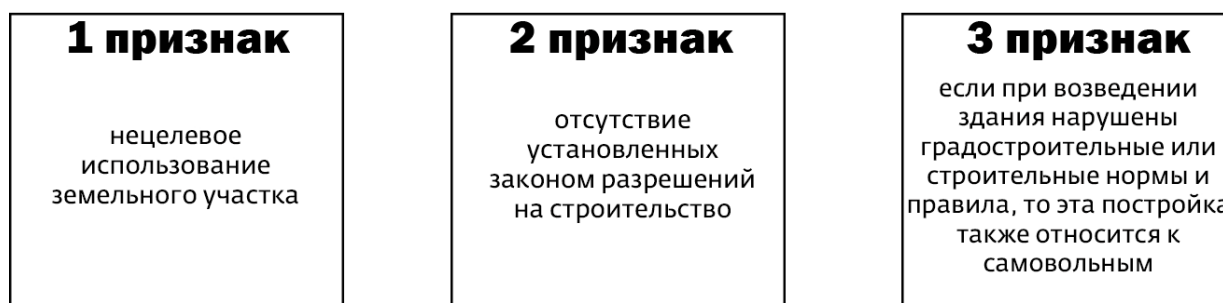 1 признак
нецелевое
использование
земельного участка
2 признак
отсутствие
установленных
законом разрешений
на строительство
3 признак
если при возведении
здания нарушены
градостроительные или
строительные нормы и
правила, то эта постройка
также относится к
самовольным